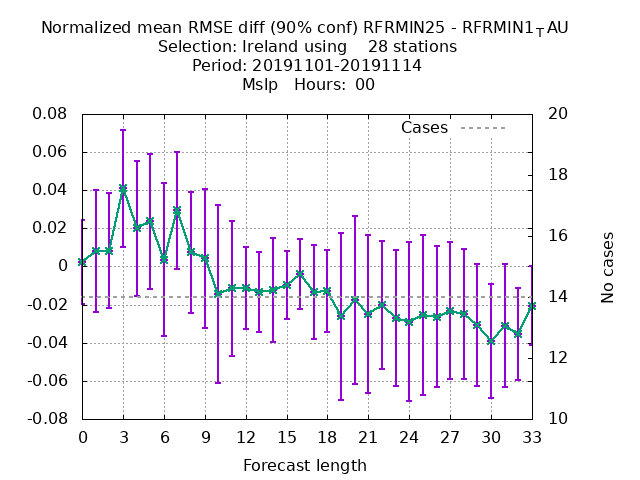 Normalized mean RMSE diff (90% conf) RFRMIN25 - RFRMIN1_TAU
Selection: Ireland using 28 stations
Period: 20191101-20191114
Mslp Hours: 00
Cases
0.08
0.06
0.04
0.02
0
-0.02
-0.04
-0.06
-0.08
20
18
16
14
12
10
No cases
0 3 6 9 12 15 18 21 24 27 30 33
Forecast length